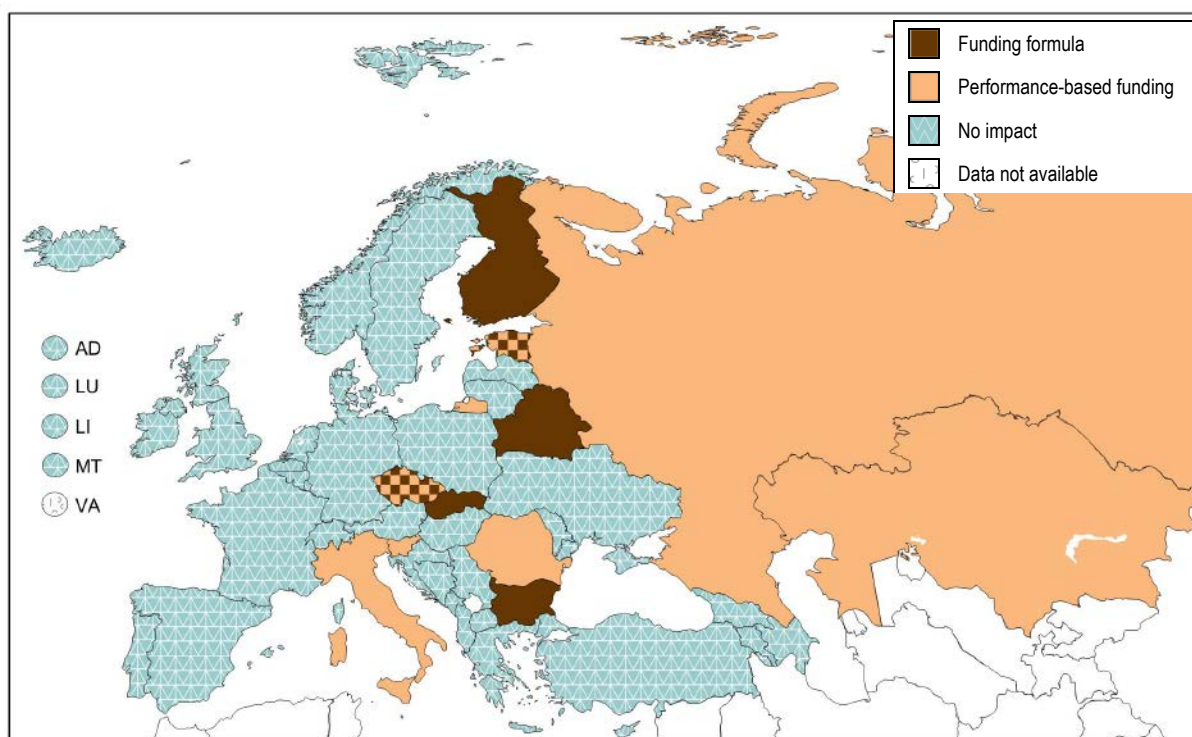 Funding formula
Performance-based funding
No impact
Data not available
AD
LU
LI
MT
VA